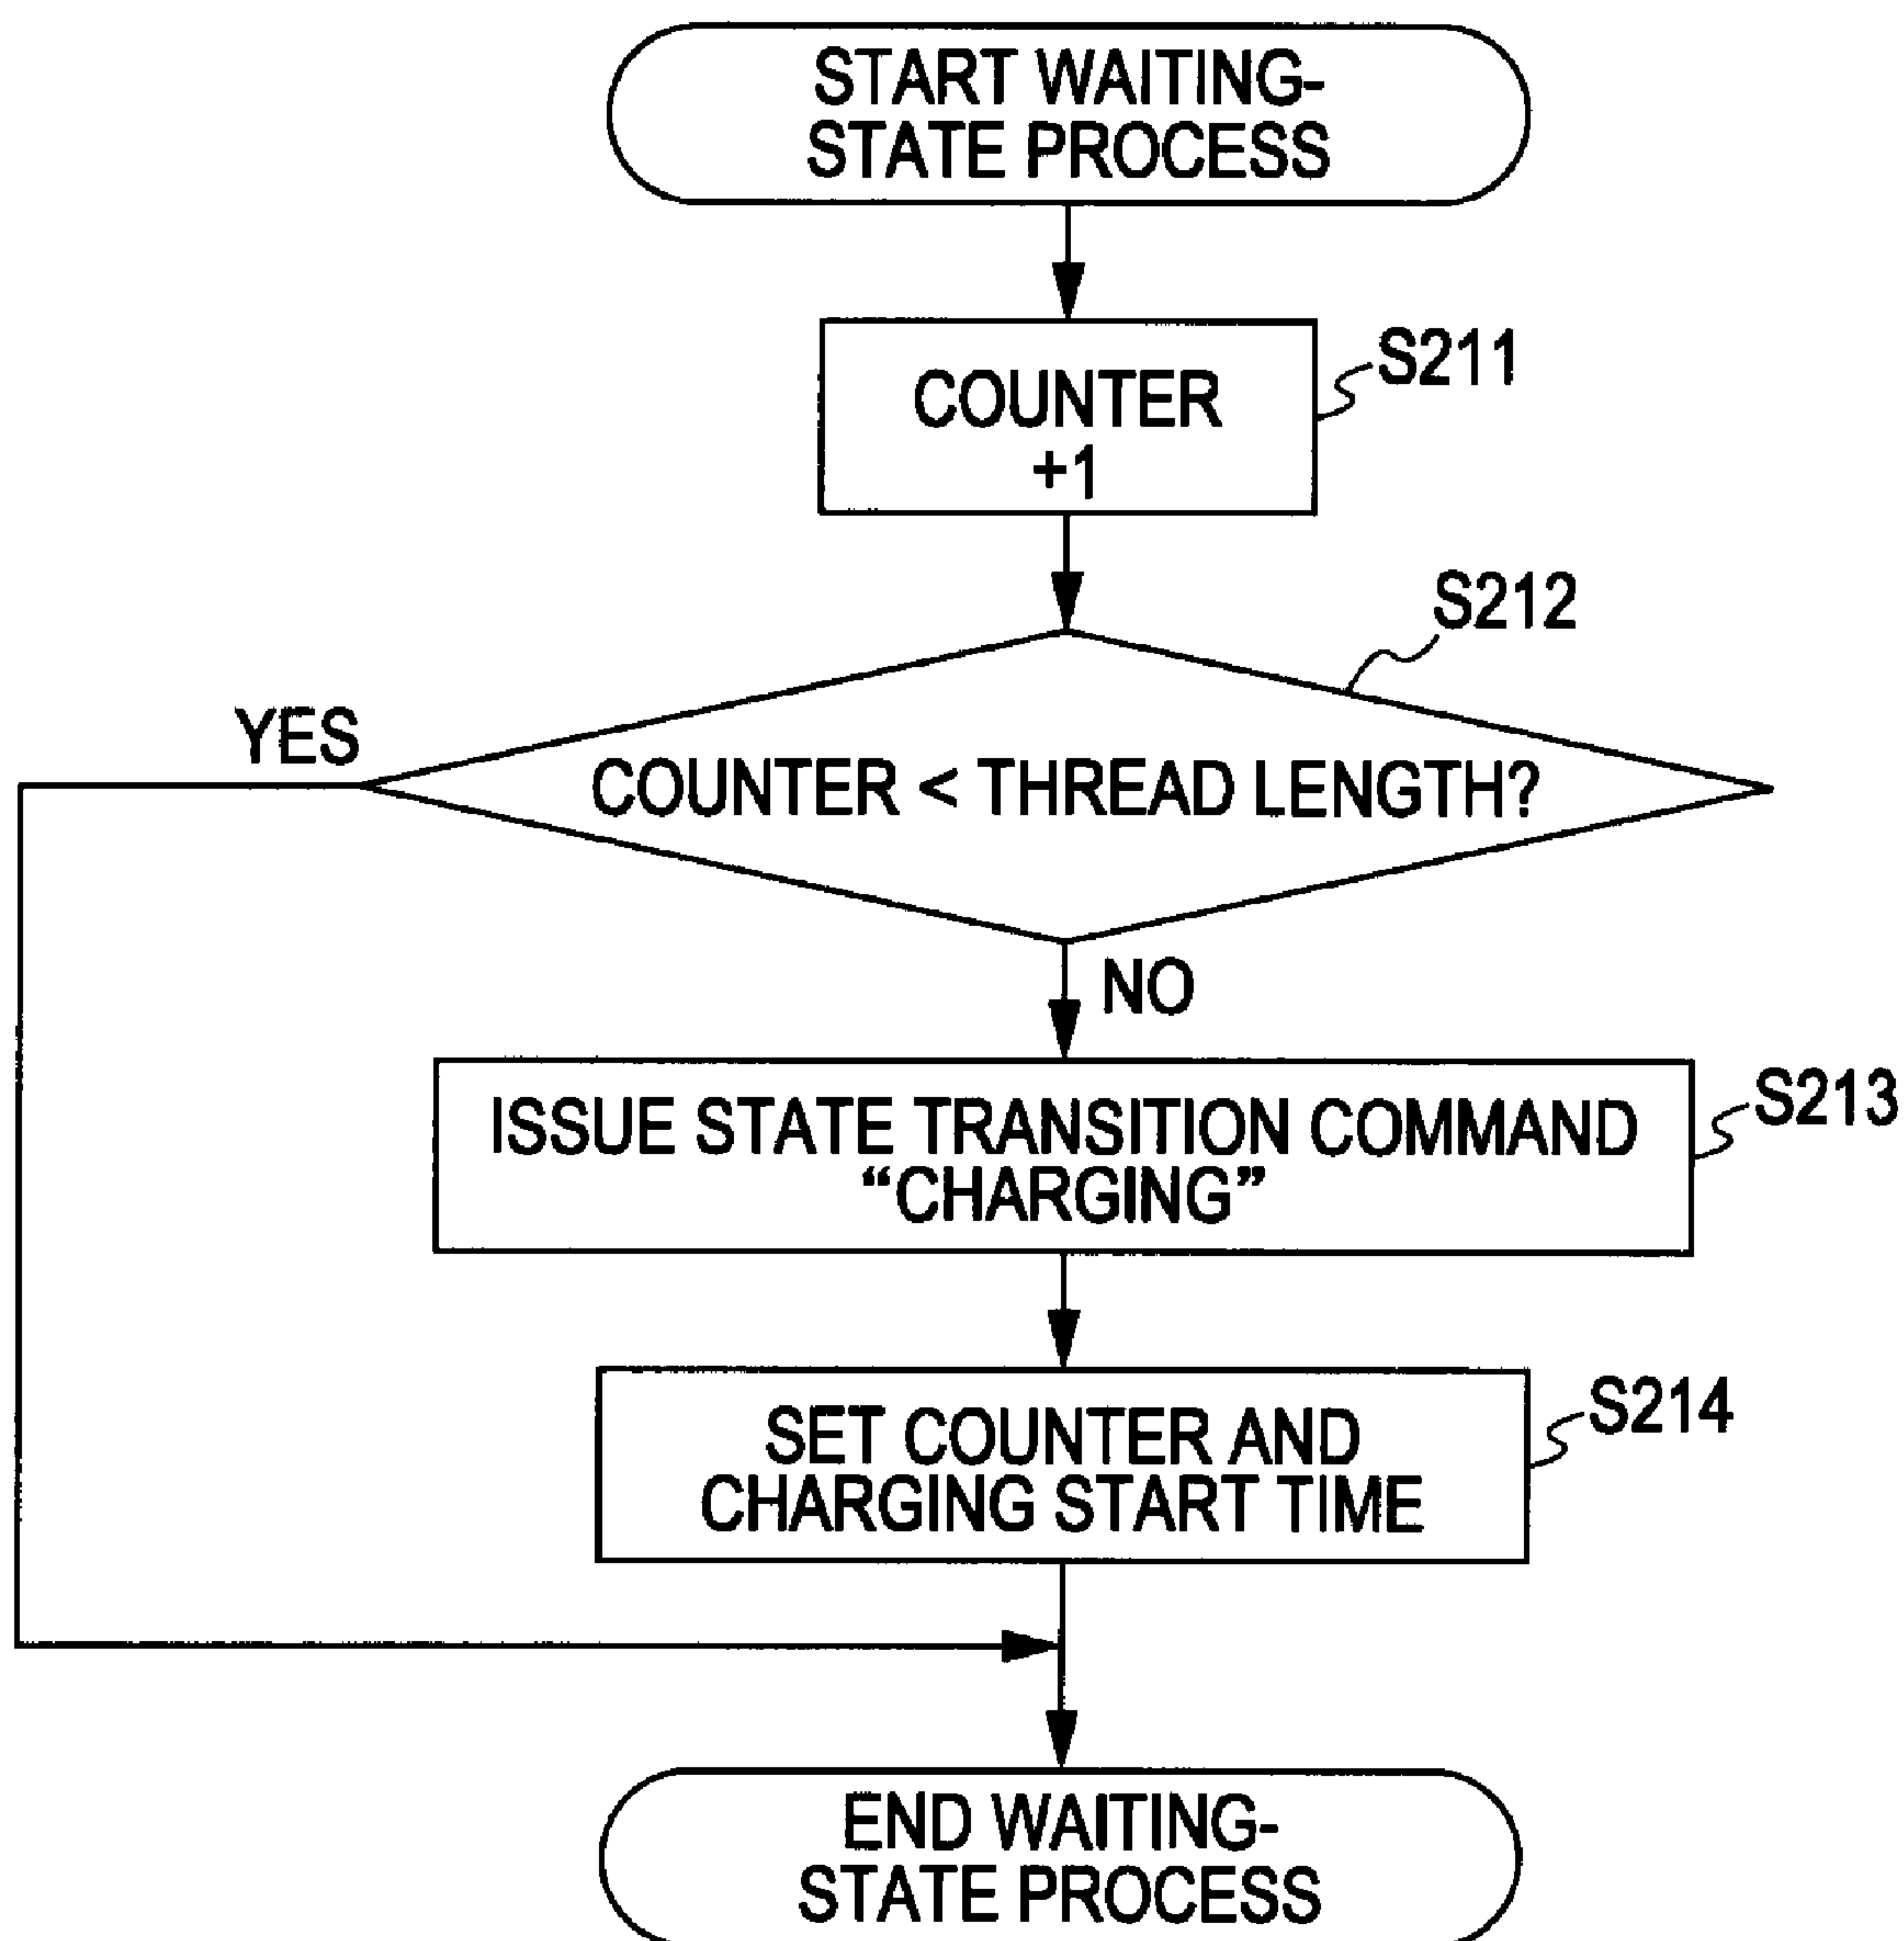 START WAITING-
STATE PROCESS
COUNTER
+1
S211
S212
YES
COUNTER < THREAD LENGTH?
NO
ISSUE STATE TRANSITION COMMAND
“CHARGING”
S213
SET COUNTER AND
CHARGING START TIME
S214
END WAITING-
STATE PROCESS